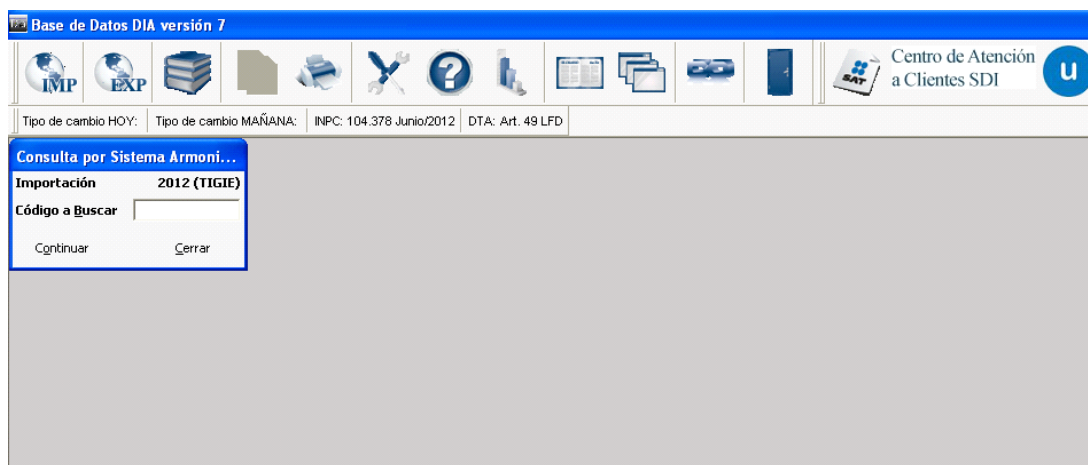 Base de Datos DIA versión 7
IMP EXP
SAT
Centro de Atención
a Clientes SDI
u
Tipo de cambio HOY: Tipo de cambio MAÑANA: INPC: 104.378 Junio/2012 DTA: Art. 49 LFD
Consulta por Sistema Armoni...
Importación 2012 (TIGIE)
Código a Buscar
Continuar Cerrar